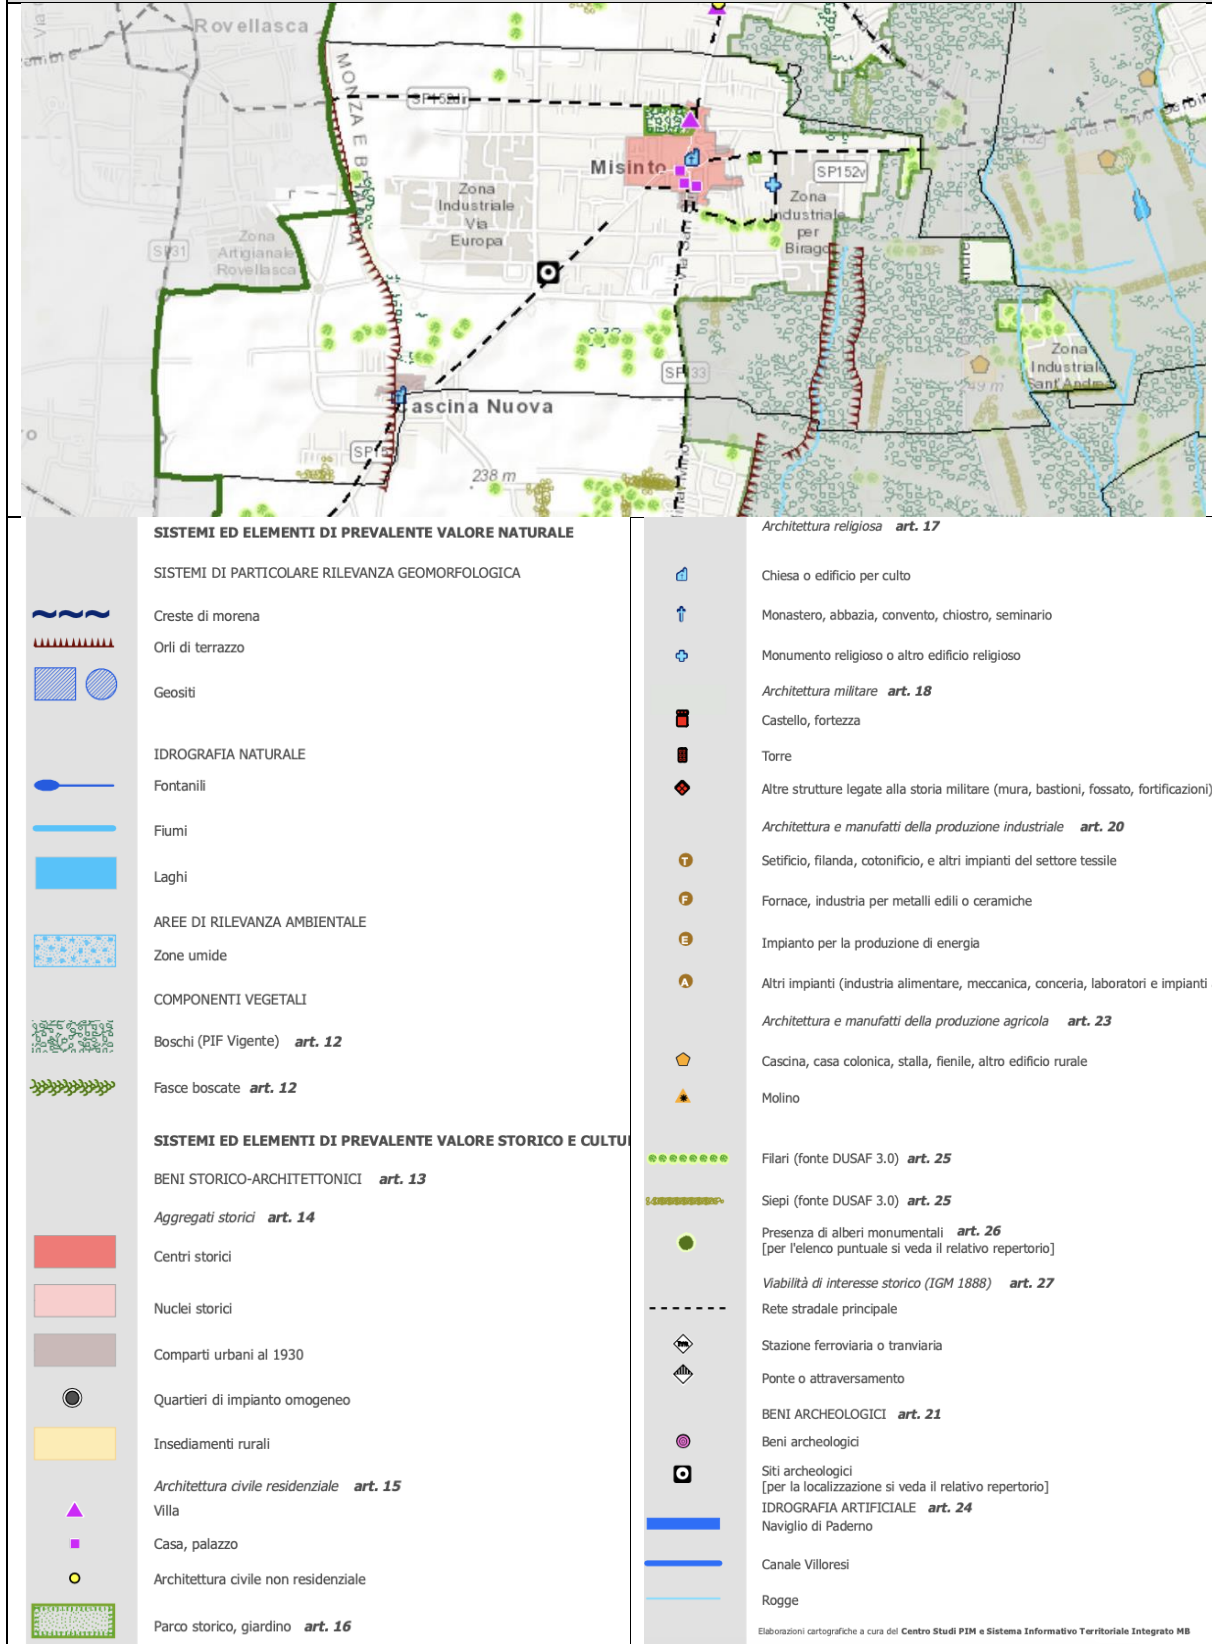 Rovellasca
MONZA E B
SP152dir
Misinto
SP152v
Zona
Industriale
Via
Europa
Zona
Industriale
per
Birago
SP31
Zona
Artigianale
Rovellasca
Zona
Industriale
Sant'Andrea
SP133
49 m
Cascina Nuova
238 m
SISTEMI ED ELEMENTI DI PREVALENTE VALORE NATURALE
SISTEMI DI PARTICOLARE RILEVANZA GEOMORFOLOGICA
Creste di morena
Orli di terrazzo
Geositi
IDROGRAFIA NATURALE
Fontanili
Fiumi
Laghi
AREE DI RILEVANZA AMBIENTALE
Zone umide
COMPONENTI VEGETALI
Boschi (PIF Vigente) art. 12
Fasce boscate art. 12
SISTEMI ED ELEMENTI DI PREVALENTE VALORE STORICO E CULTU
BENI STORICO-ARCHITETTONICI art. 13
Aggregati storici art. 14
Centri storici
Nuclei storici
Comparti urbani al 1930
Quartieri di impianto omogeneo
Insediamenti rurali
Architettura civile residenziale art. 15
Villa
Casa, palazzo
Architettura civile non residenziale
Parco storico, giardino art. 16
Architettura religiosa art. 17
Chiesa o edificio per culto
Monastero, abbazia, convento, chiostro, seminario
Monumento religioso o altro edificio religioso
Architettura militare art. 18
Castello, fortezza
Torre
Altre strutture legate alla storia militare (mura, bastioni, fossato, fortificazioni)
Architettura e manufatti della produzione industriale art. 20
T Setificio, filanda, cotonificio, e altri impianti del settore tessile
F Fornace, industria per metalli edili o ceramiche
E Impianto per la produzione di energia
A Altri impianti (industria alimentare, meccanica, conceria, laboratori e impianti
Architettura e manufatti della produzione agricola art. 23
Cascina, casa colonica, stalla, fienile, altro edificio rurale
Molino
Filari (fonte DUSAF 3.0) art. 25
Siepi (fonte DUSAF 3.0) art. 25
Presenza di alberi monumentali art. 26
[per l'elenco puntuale si veda il relativo repertorio]
Viabilità di interesse storico (IGM 1888) art. 27
Rete stradale principale
Stazione ferroviaria o tranviaria
Ponte o attraversamento
BENI ARCHEOLOGICI art. 21
Beni archeologici
Siti archeologici
[per la localizzazione si veda il relativo repertorio]
IDROGRAFIA ARTIFICIALE art. 24
Naviglio di Paderno
Canale Villoresi
Rogge
Elaborazioni cartografiche a cura del Centro Studi PIM e Sistema Informativo Territoriale Integrato MB